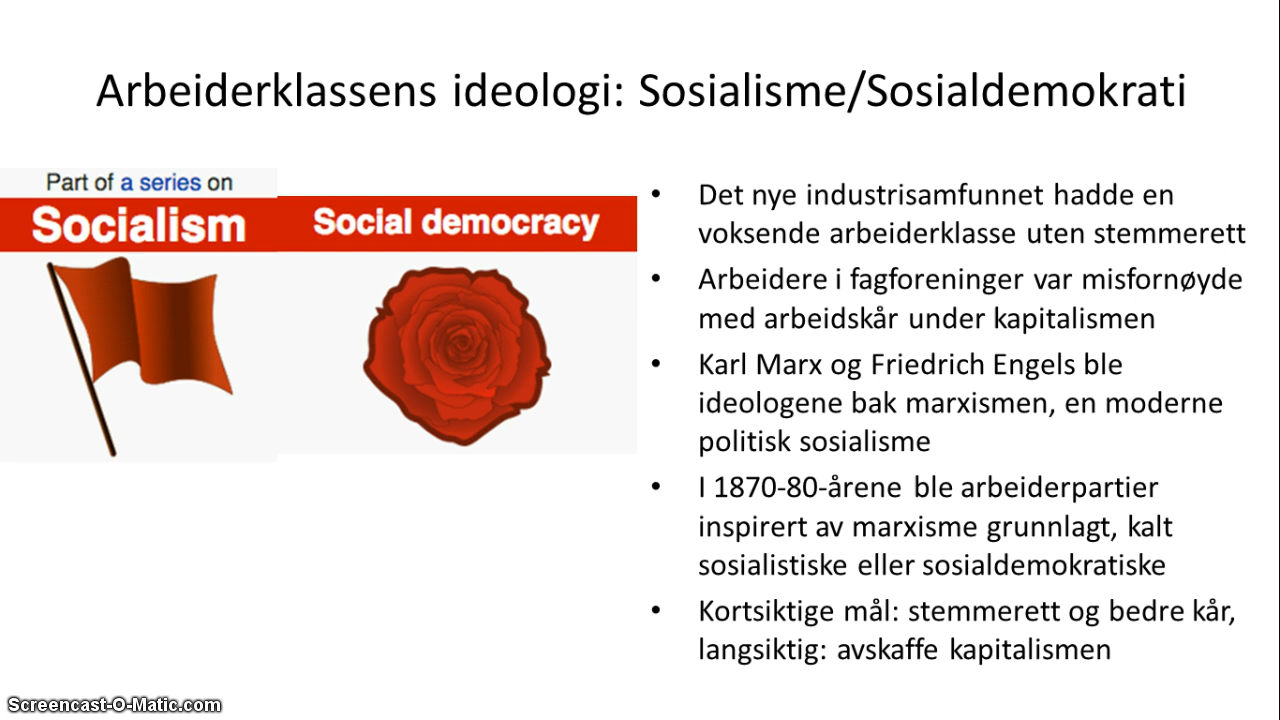 Arbeiderklassens ideologi: Sosialisme/Sosialdemokrati
Part of a series on
Socialism
Social democracy
• Det nye industrisamfunnet hadde en
voksende arbeiderklasse uten stemmerett
• Arbeidere i fagforeninger var misfornøyde
med arbeidskår under kapitalismen
• Karl Marx og Friedrich Engels ble
ideologene bak marxismen, en moderne
politisk sosialisme
• I 1870-80-årene ble arbeiderpartier
inspirert av marxisme grunnlagt, kalt
sosialistiske eller sosialdemokratiske
• Kortsiktige mål: stemmerett og bedre kår,
langsiktig: avskaffe kapitalismen
Screencast-O-Matic.com